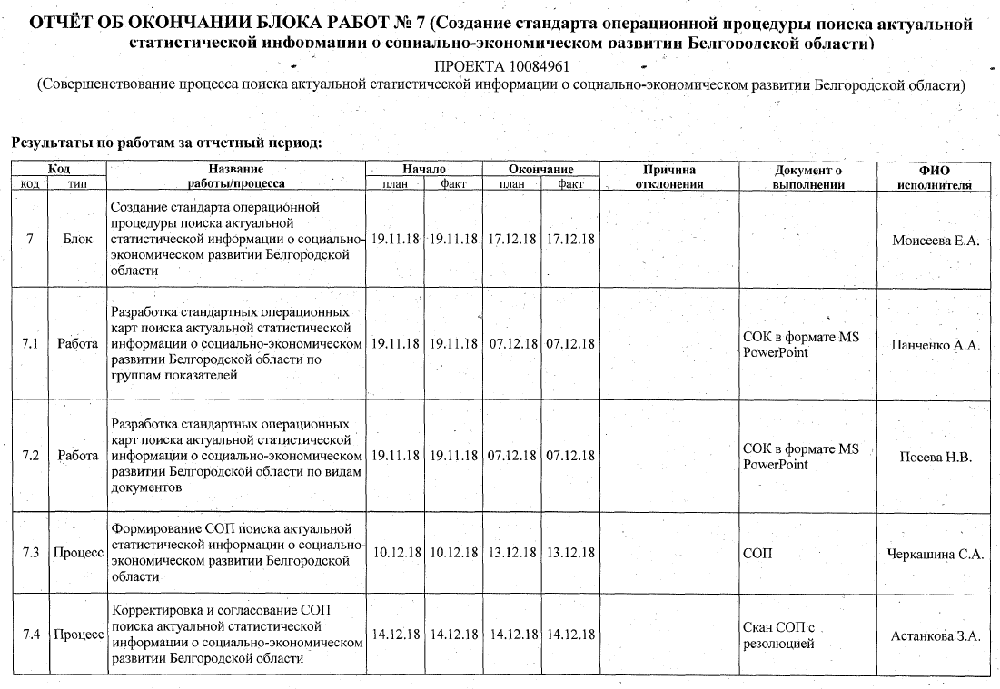 ОТЧЁТ ОБ ОКОНЧАНИИ БЛОКА РАБОТ № 7 (Создание стандарта операционной процедуры поиска актуальной
статистической информации о социально-экономическом развитии Белгородской области)
ПРОЕКТА 10084961
(Совершенствование процесса поиска актуальной статистической информации о социально-экономическом развитии Белгородской области)
Результаты по работам за отчетный период:
Код Название Начало Окончание Причина Документ о ФИО
код тип работы/процесса план факт план факт отклонения выполнении исполнителя
Создание стандарта операционной
процедуры поиска актуальной
7 Блок статистической информации о социально- 19.11.18 19.11.18 17.12.18 17.12.18 Моисеева Е.А.
экономическом развитии Белгородской
области
Разработка стандартных операционных
карт поиска актуальной статистической
7.1 Работа информации о социально-экономическом 19.11.18 19.11.18 07.12.18 07.12.18 СОК в формате MS Панченко А.А.
развитии Белгородской области по PowerPoint
группам показателей
Разработка стандартных операционных
карт поиска актуальной статистической
7.2 Работа информации о социально-экономическом 19.11.18 19.11.18 07.12.18 07.12.18 СОК в формате MS Посева Н.В.
развитии Белгородской области по видам PowerPoint
документов
Формирование СОП поиска актуальной
статистической информации о социально-
7.3 Процесс экономическом развитии Белгородской 10.12.18 10.12.18 13.12.18 13.12.18 СОП Черкашина С.А.
области
Корректировка и согласование СОП
поиска актуальной статистической
7.4 Процесс информации о социально-экономическом 14.12.18 14.12.18 14.12.18 14.12.18 Скан СОП с Астанкова З.А.
развитии Белгородской области резолюцией